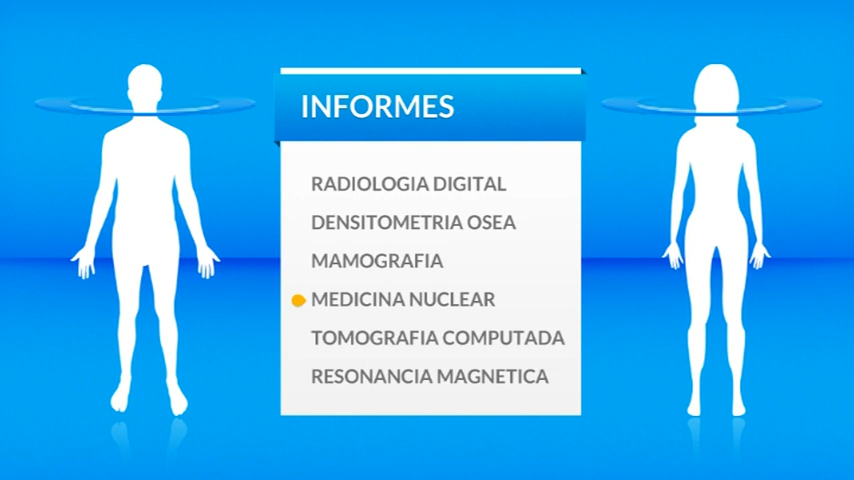 INFORMES
RADIOLOGIA DIGITAL
DENSITOMETRIA OSEA
MAMOGRAFIA
MEDICINA NUCLEAR
TOMOGRAFIA COMPUTADA
RESONANCIA MAGNETICA